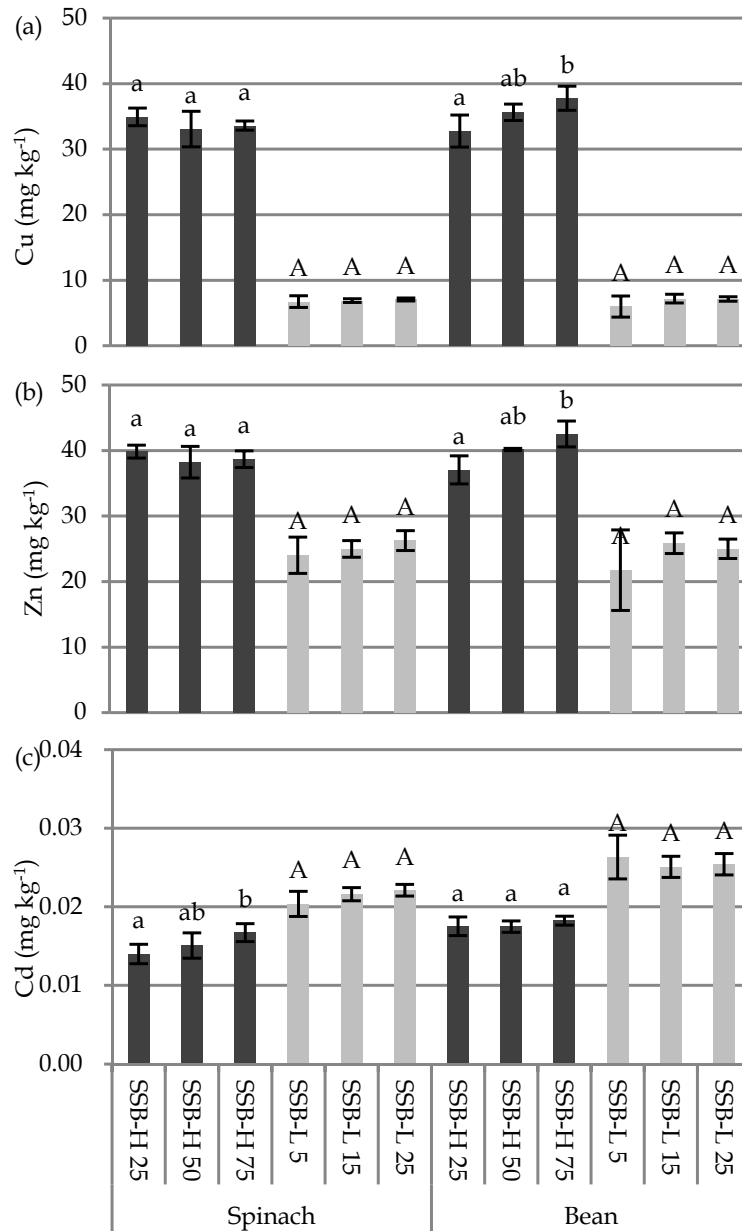 (a)
50
40
30
20
10
0
Cu (mg kg⁻¹)
a a a A A A a ab b A A A
(b)
50
40
30
20
10
0
Zn (mg kg⁻¹)
a a a A A A a ab b A A A
(c)
0.04
0.03
0.02
0.01
0.00
Cd (mg kg⁻¹)
a ab b A A A a a a A A A
SSB-H 25
SSB-H 50
SSB-H 75
SSB-L 5
SSB-L 15
SSB-L 25
SSB-H 25
SSB-H 50
SSB-H 75
SSB-L 5
SSB-L 15
SSB-L 25
Spinach Bean